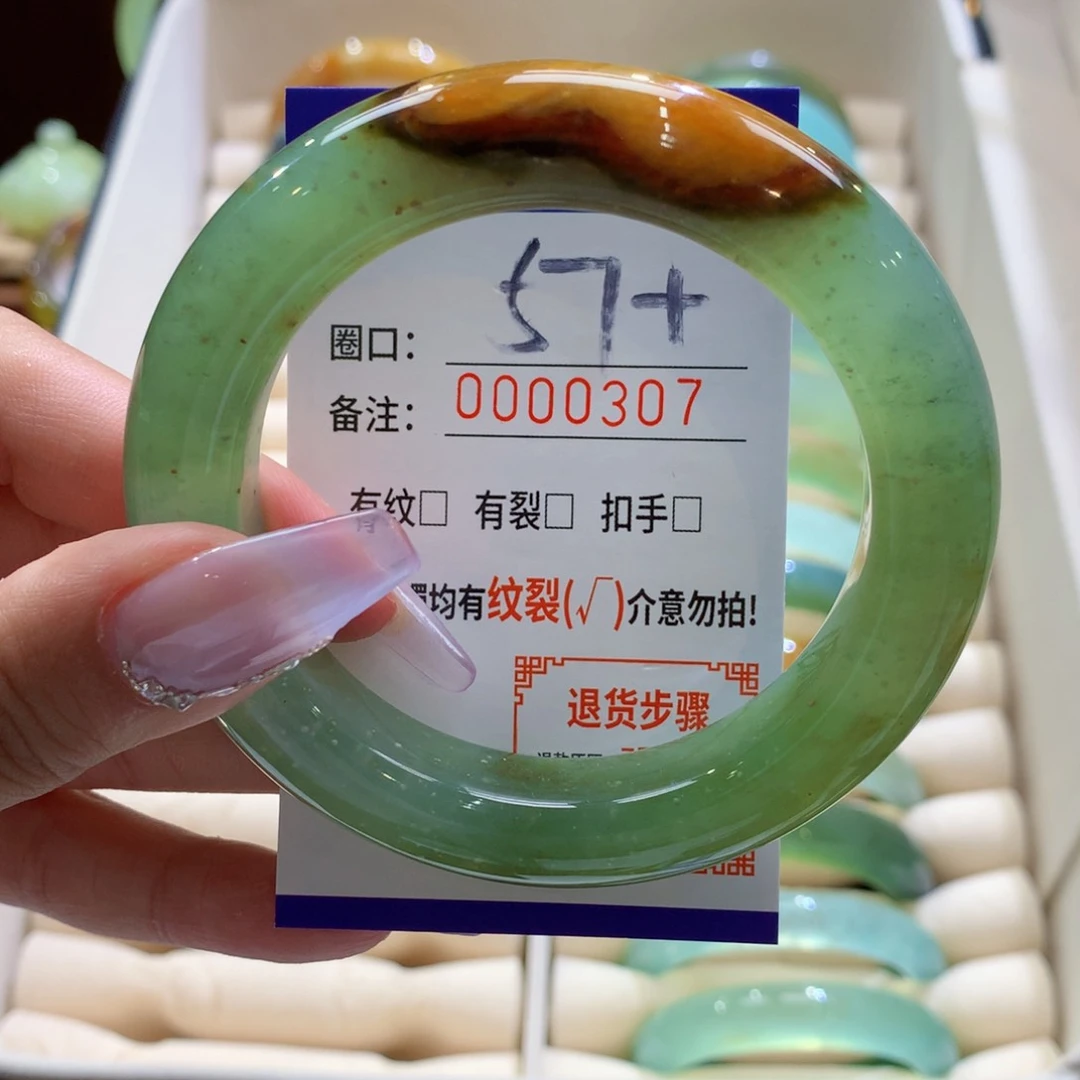 圈口: 57+
备注: 0000307
有纹□ 有裂□ 扣手□
均有纹裂(√)介意勿拍!
退货步骤